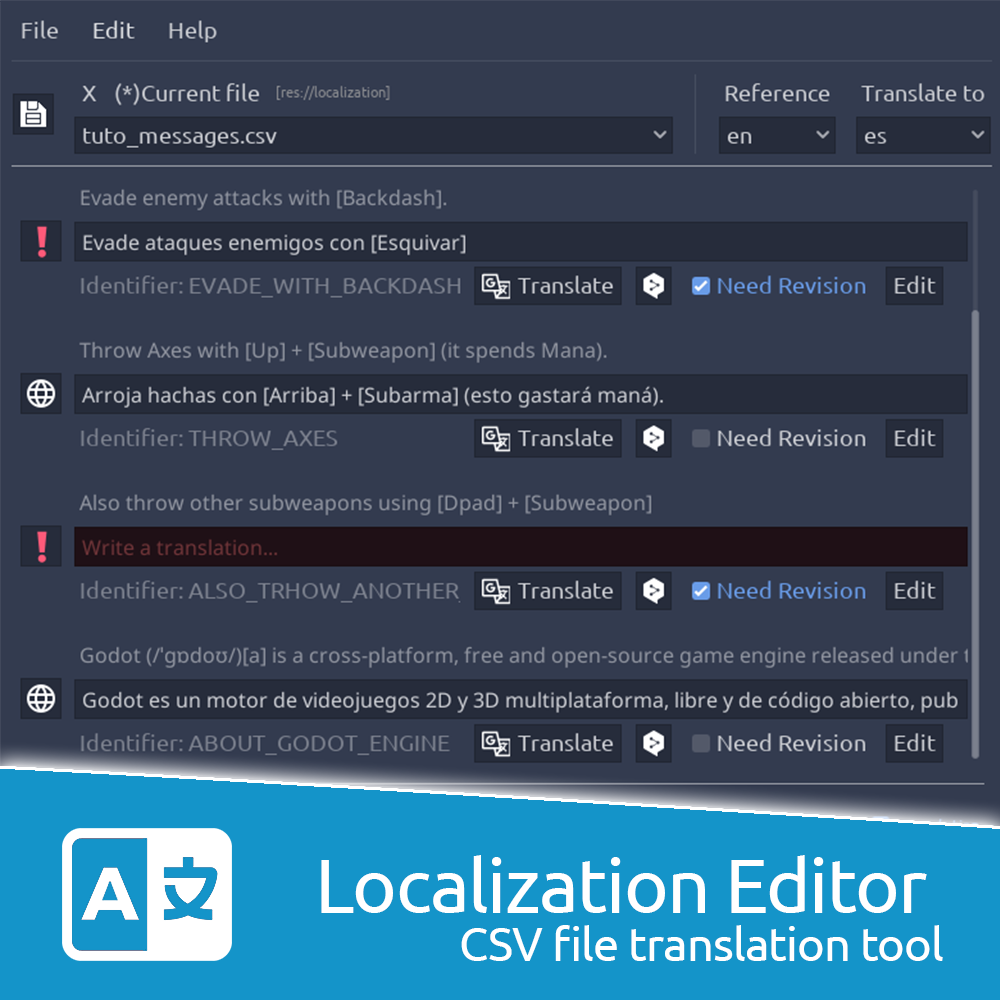 File Edit Help
X (*)Current file [res://localization] Reference Translate to
tuto_messages.csv en es
Evade enemy attacks with [Backdash].
Evade ataques enemigos con [Esquivar]
Identifier: EVADE_WITH_BACKDASH Translate Need Revision Edit
Throw Axes with [Up] + [Subweapon] (it spends Mana).
Arroja hachas con [Arriba] + [Subarma] (esto gastará maná).
Identifier: THROW_AXES Translate Need Revision Edit
Also throw other subweapons using [Dpad] + [Subweapon]
Write a translation...
Identifier: ALSO_TRHOW_ANOTHER_ Translate Need Revision Edit
Godot (/ˈɡɒdoʊ/)[a] is a cross-platform, free and open-source game engine released under
Godot es un motor de videojuegos 2D y 3D multiplataforma, libre y de código abierto, pub
Identifier: ABOUT_GODOT_ENGINE Translate Need Revision Edit
A 文
Localization Editor
CSV file translation tool